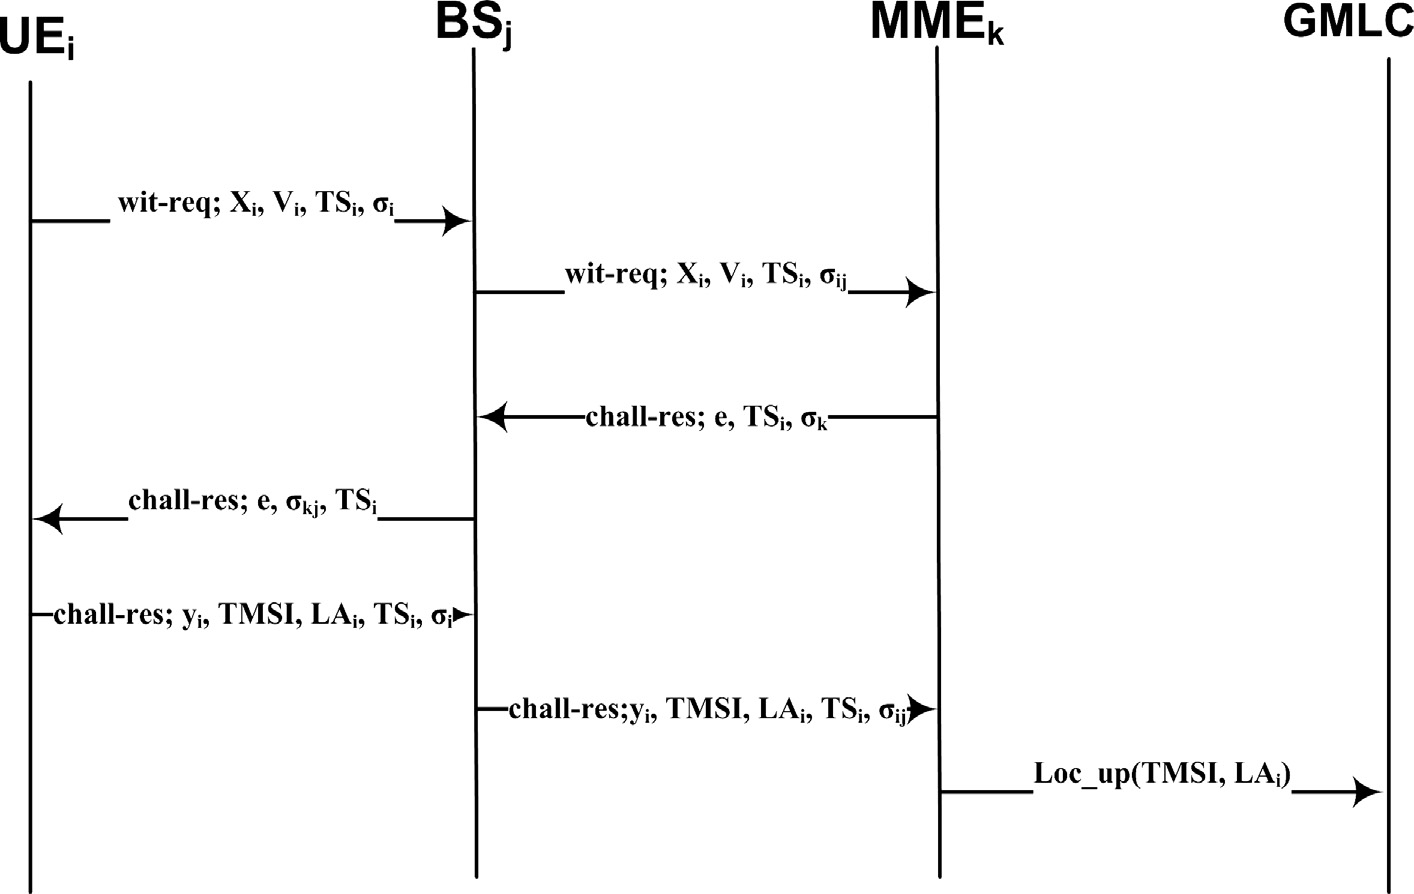 UEi
BSj
MMEk
GMLC
wit-req; Xi, Vi, TSi, σi
wit-req; Xi, Vi, TSi, σij
chall-res; e, TSi, σk
chall-res; e, σkj, TSi
chall-res; yi, TMSI, LAi, TSi, σi
chall-res;yi, TMSI, LAi, TSi, σij
Loc_up(TMSI, LAi)